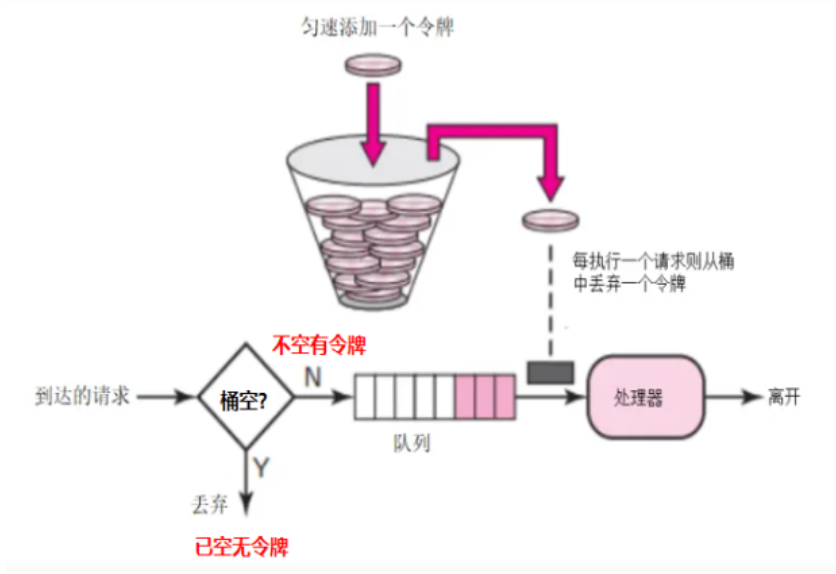 匀速添加一个令牌
每执行一个请求则从桶
中丢弃一个令牌
不空有令牌
到达的请求
桶空?
N
队列
处理器
离开
Y
丢弃
已空无令牌